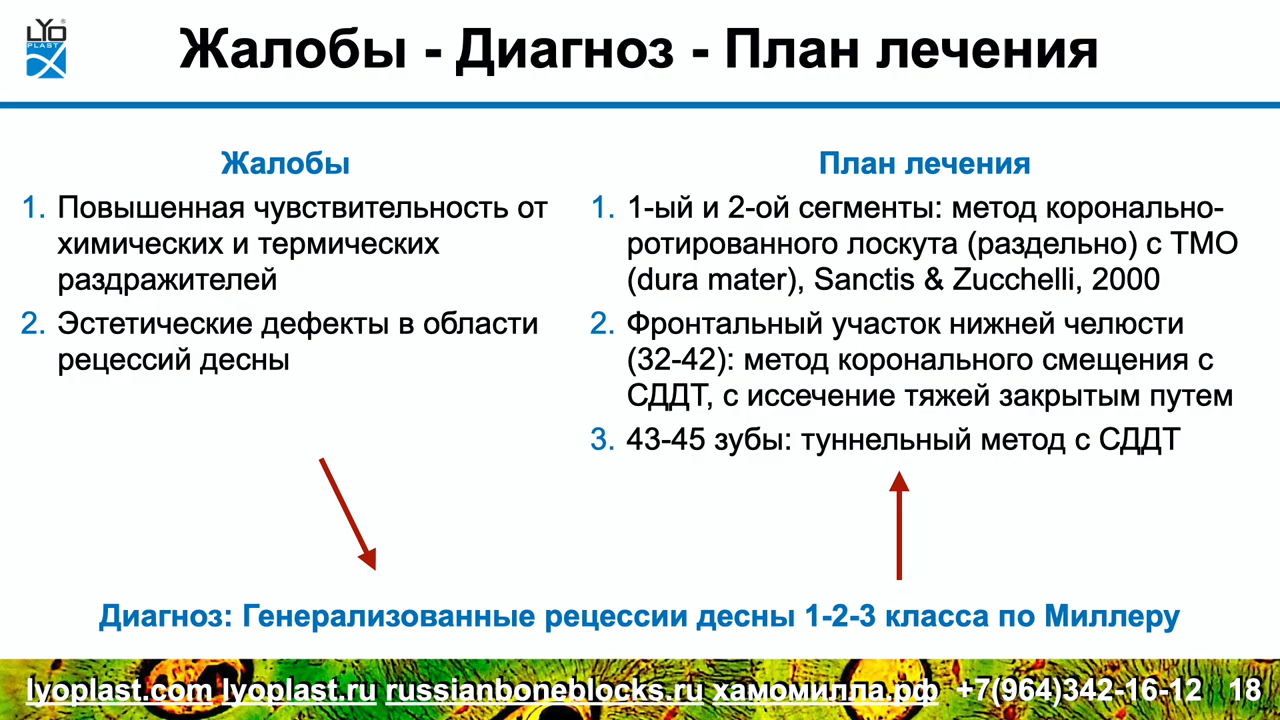 LYO®
PLAST
Жалобы - Диагноз - План лечения
Жалобы
1. Повышенная чувствительность от
химических и термических
раздражителей
2. Эстетические дефекты в области
рецессий десны
План лечения
1. 1-ый и 2-ой сегменты: метод коронально-
ротированного лоскута (раздельно) с ТМО
(dura mater), Sanctis & Zucchelli, 2000
2. Фронтальный участок нижней челюсти
(32-42): метод коронального смещения с
СДДТ, с иссечение тяжей закрытым путем
3. 43-45 зубы: туннельный метод с СДДТ
Диагноз: Генерализованные рецессии десны 1-2-3 класса по Миллеру
lyoplast.com lyoplast.ru russianboneblocks.ru хамомилла.рф +7(964)342-16-12 18